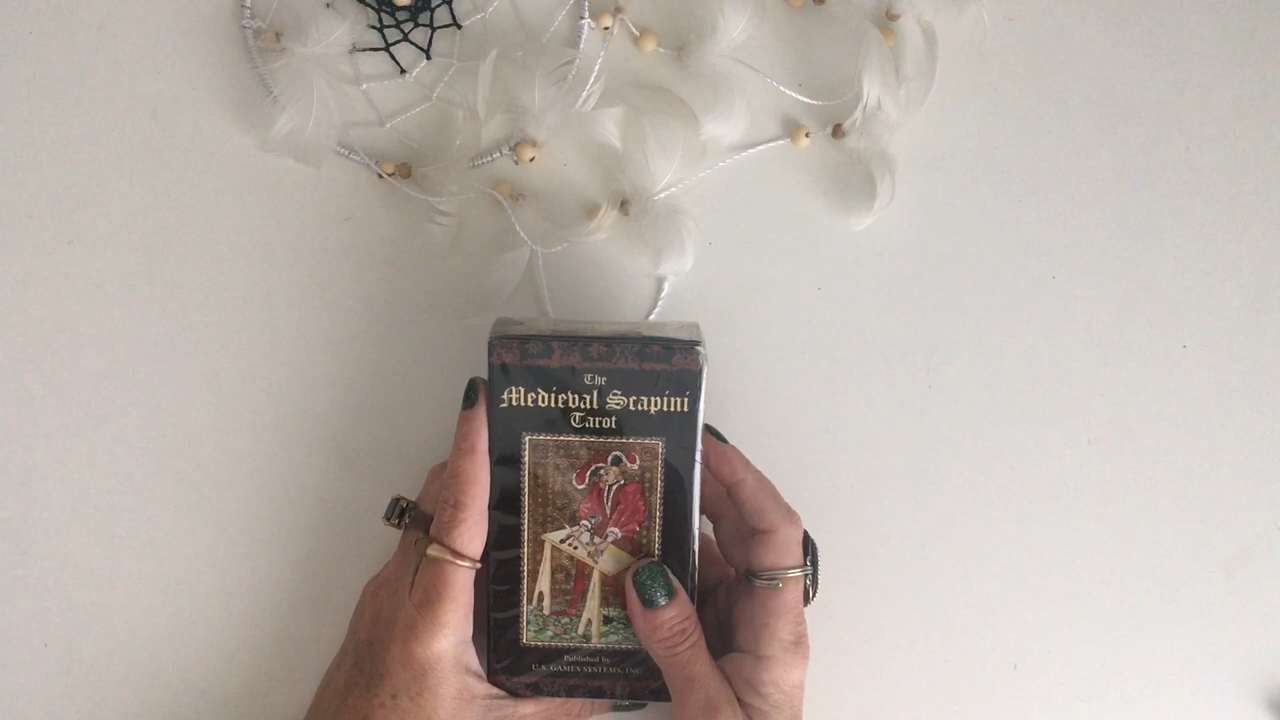 The
Medieval Scapini
Tarot
Published by
U.S. GAMES SYSTEMS, INC